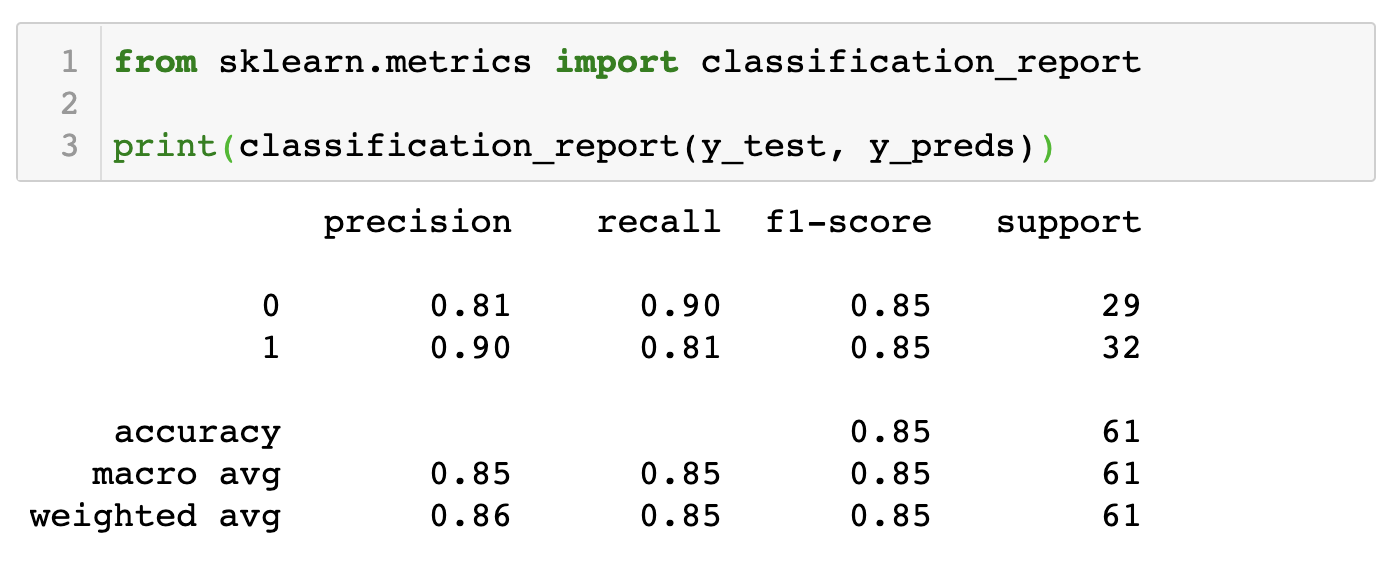 1 from sklearn.metrics import classification_report
2
3 print(classification_report(y_test, y_preds))
precision recall f1-score support
0 0.81 0.90 0.85 29
1 0.90 0.81 0.85 32
accuracy 0.85 61
macro avg 0.85 0.85 0.85 61
weighted avg 0.86 0.85 0.85 61